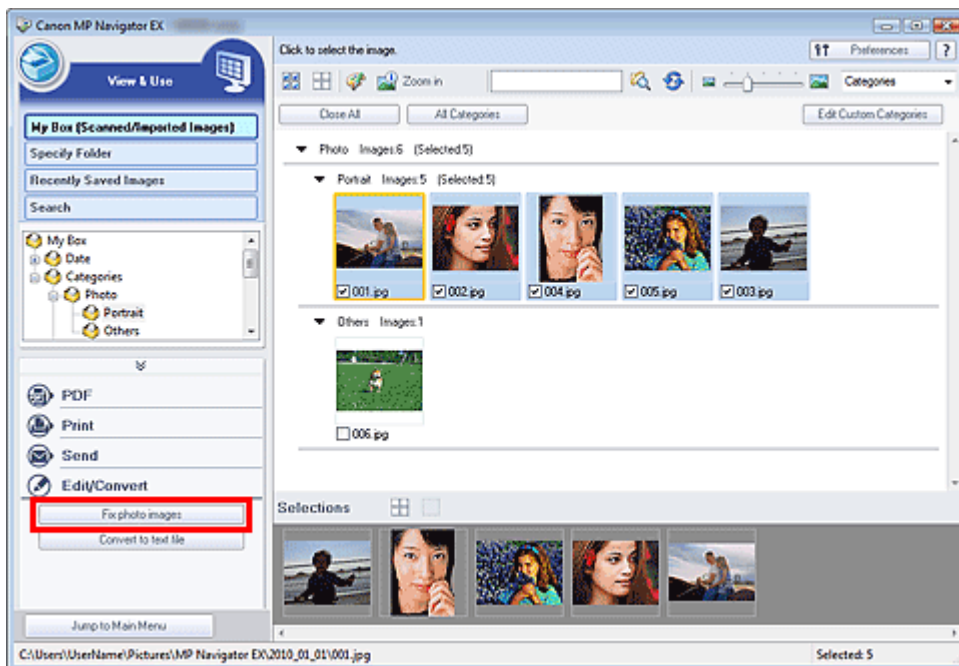 Canon MP Navigator EX
View & Use
My Box (Scanned/Imported Images)
Specify Folder
Recently Saved Images
Search
My Box
Date
Categories
Photo
Portrait
Others
PDF
Print
Send
Edit/Convert
Fix photo images
Convert to text file
Jump to Main Menu
Click to select the image.
Preferences
?
Zoom in
Categories
Close All
All Categories
Edit Custom Categories
Photo Images:6 (Selected:5)
Portrait Images:5 (Selected:5)
001.jpg 002.jpg 004.jpg 005.jpg 003.jpg
Others Images:1
006.jpg
Selections
C:\Users\UserName\Pictures\MP Navigator EX\2010_01_01\001.jpg
Selected: 5